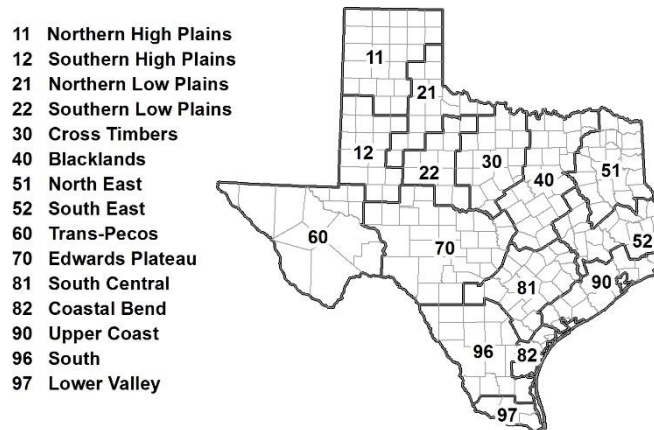 11 Northern High Plains
12 Southern High Plains
21 Northern Low Plains
22 Southern Low Plains
30 Cross Timbers
40 Blacklands
51 North East
52 South East
60 Trans-Pecos
70 Edwards Plateau
81 South Central
82 Coastal Bend
90 Upper Coast
96 South
97 Lower Valley
11
21
12
22
30
40
51
60
70
52
81
90
96
82
97